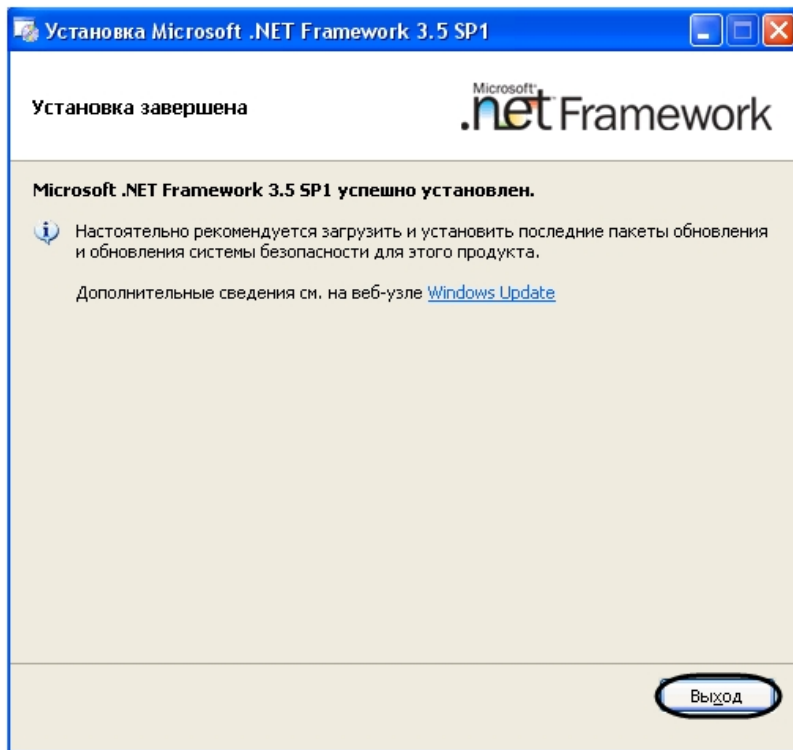 Установка Microsoft .NET Framework 3.5 SP1
Установка завершена
Microsoft
.net Framework
Microsoft .NET Framework 3.5 SP1 успешно установлен.
Настоятельно рекомендуется загрузить и установить последние пакеты обновления
и обновления системы безопасности для этого продукта.
Дополнительные сведения см. на веб-узле Windows Update
Выход